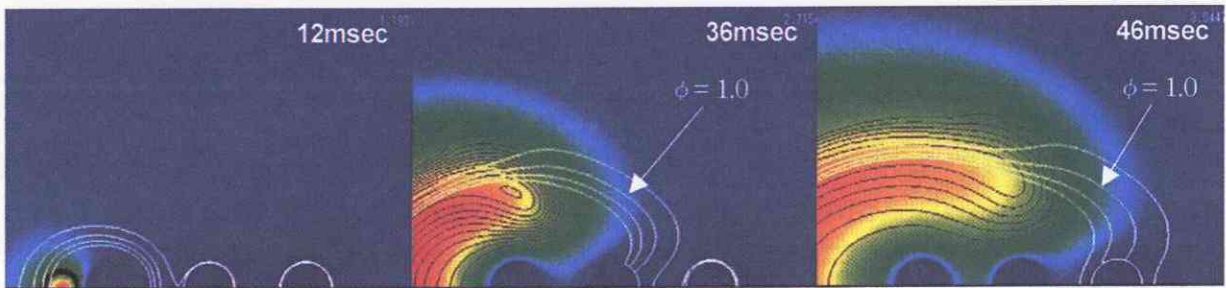 12msec
36msec
46msec
ϕ = 1.0
ϕ = 1.0